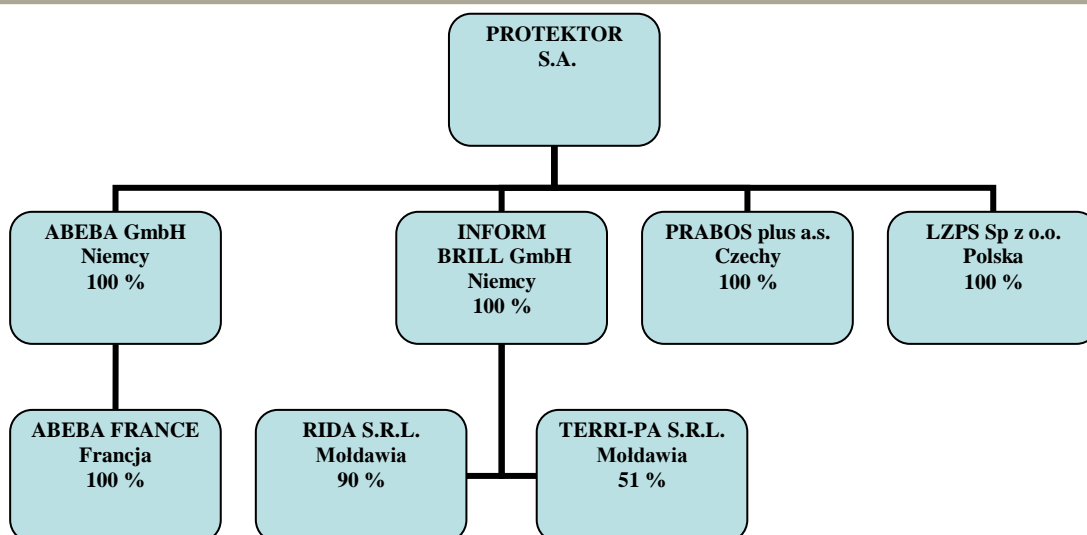 PROTEKTOR
S.A.
ABEBA GmbH
Niemcy
100 %
INFORM
BRILL GmbH
Niemcy
100 %
PRABOS plus a.s.
Czechy
100 %
LZPS Sp z o.o.
Polska
100 %
ABEBA FRANCE
Francja
100 %
RIDA S.R.L.
Mołdawia
90 %
TERRI-PA S.R.L.
Mołdawia
51 %